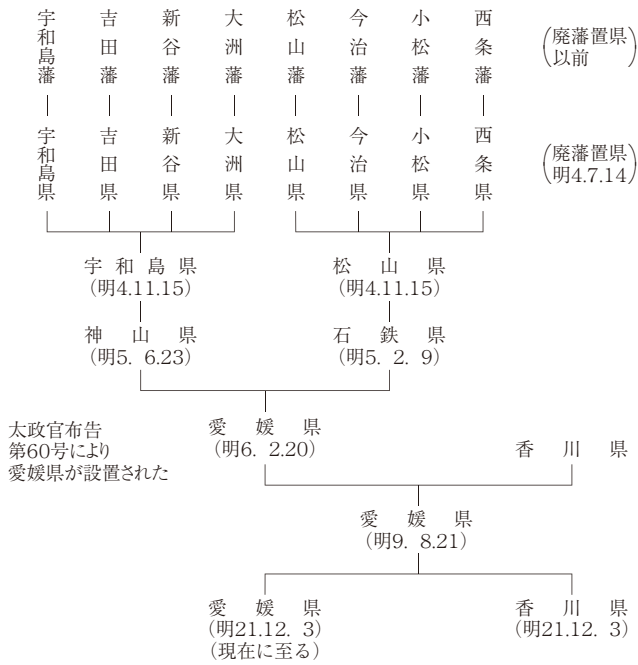 宇和島藩
吉田藩
新谷藩
大洲藩
松山藩
今治藩
小松藩
西条藩
(廃藩置県
以前)
宇和島県
吉田県
新谷県
大洲県
松山県
今治県
小松県
西条県
(廃藩置県
明4.7.14)
宇和島県
(明4.11.15)
松山県
(明4.11.15)
神山県
(明5. 6.23)
石鉄県
(明5. 2. 9)
太政官布告
第60号により
愛媛県が設置された
愛媛県
(明6. 2.20)
香川県
愛媛県
(明9. 8.21)
愛媛県
(明21.12. 3)
(現在に至る)
香川県
(明21.12. 3)